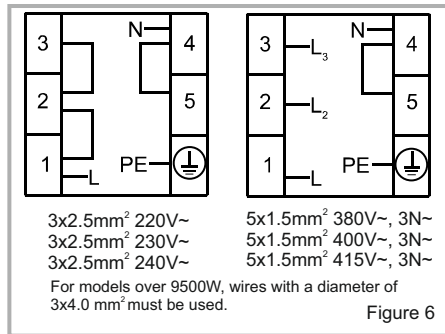 3 N 4
2 5
1 L PE
3 L₃ N 4
2 L₂ 5
1 L PE
3x2.5mm² 220V~
3x2.5mm² 230V~
3x2.5mm² 240V~
5x1.5mm² 380V~, 3N~
5x1.5mm² 400V~, 3N~
5x1.5mm² 415V~, 3N~
For models over 9500W, wires with a diameter of
3x4.0 mm² must be used.
Figure 6